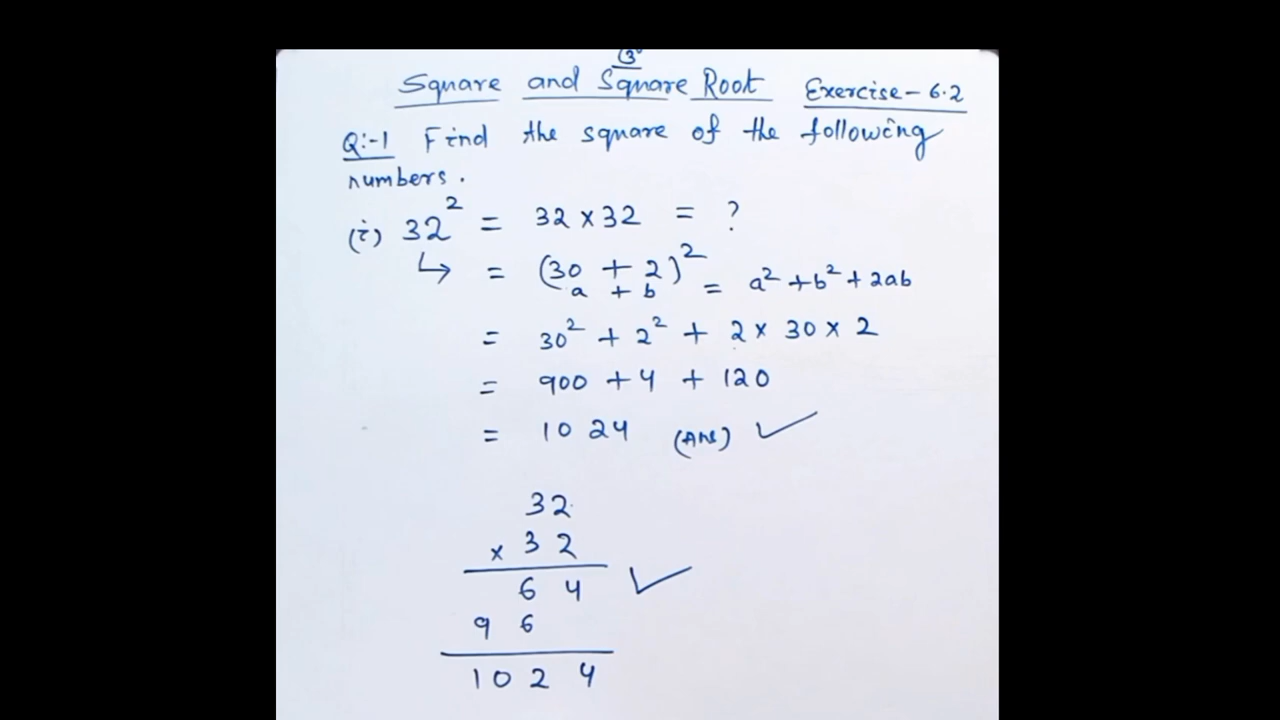 (3)
Square and Square Root Exercise - 6.2
Q:-1 Find the square of the following
numbers.
(i) 32² = 32 x 32 = ?
↳ = (30 + 2)²
a + b = a² + b² + 2ab
= 30² + 2² + 2 x 30 x 2
= 900 + 4 + 120
= 1024 (Ans) ✓
32
x 32
64 ✓
96
1024